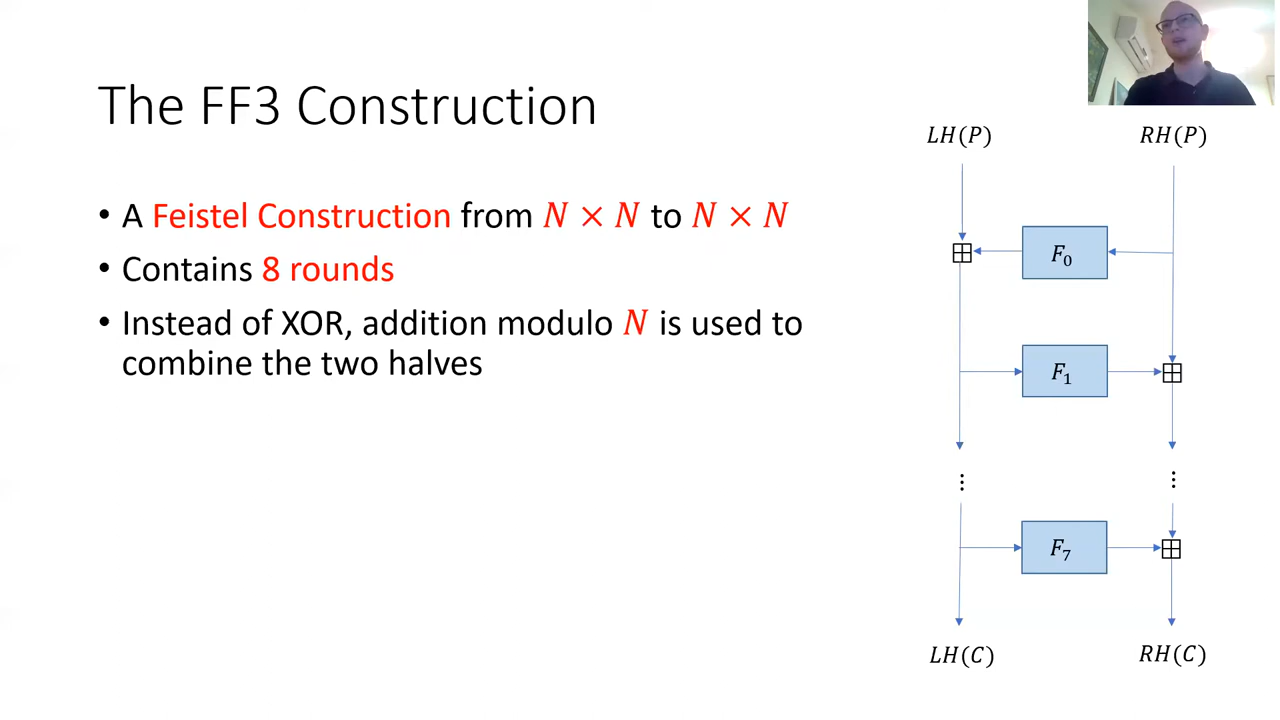 The FF3 Construction
• A Feistel Construction from N × N to N × N
• Contains 8 rounds
• Instead of XOR, addition modulo N is used to
combine the two halves
LH(P) RH(P)
F₀
F₁
⋮ ⋮
F₇
LH(C) RH(C)